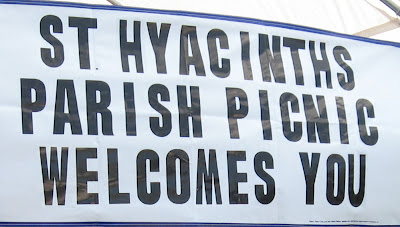 ST. HYACINTHS
PARISH PICNIC
WELCOMES YOU